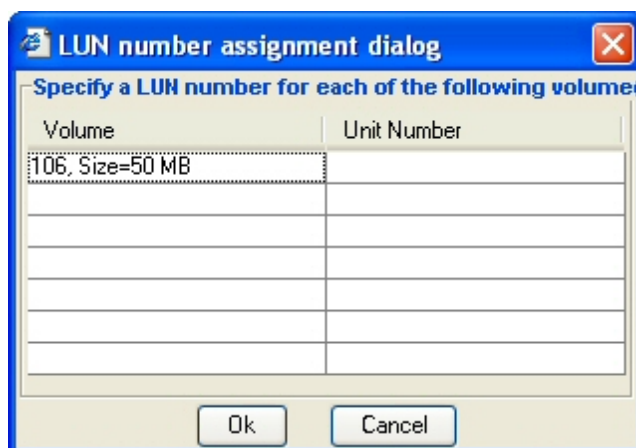 LUN number assignment dialog
Specify a LUN number for each of the following volume
Volume Unit Number
106, Size=50 MB
Ok Cancel